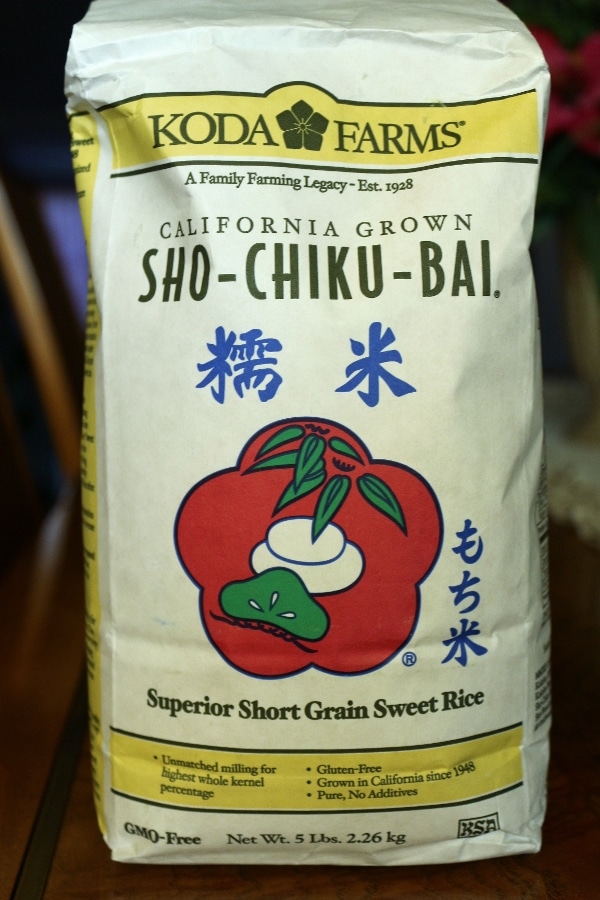 KODA FARMS®
A Family Farming Legacy - Est. 1928
CALIFORNIA GROWN
SHO-CHIKU-BAI®
糯米
もち米
®
Superior Short Grain Sweet Rice
• Unmatched milling for
highest whole kernel
percentage
• Gluten-Free
• Grown in California since 1948
• Pure, No Additives
GMO-Free Net Wt. 5 Lbs. 2.26 kg
KSA